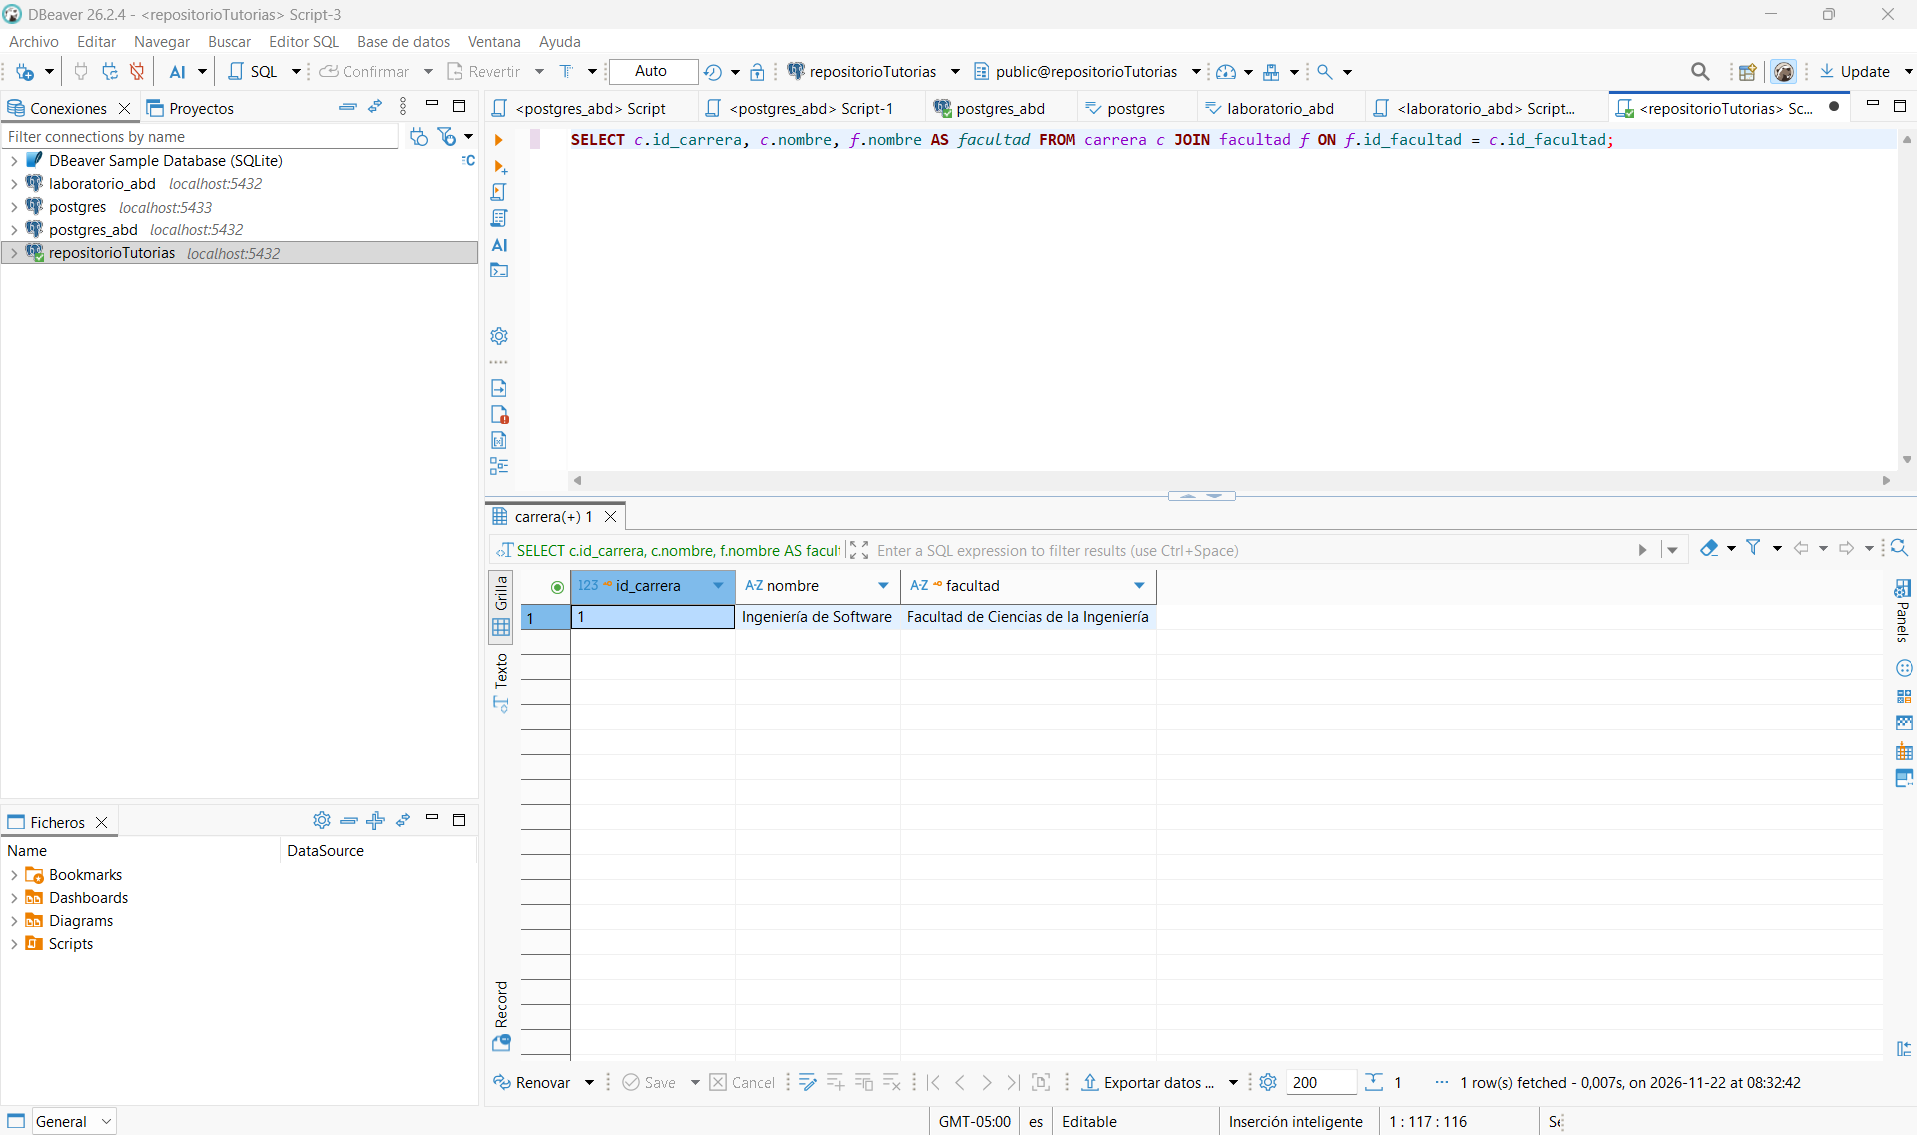 DBeaver 26.2.4 - <repositorioTutorias> Script-3
Archivo Editar Navegar Buscar Editor SQL Base de datos Ventana Ayuda
AI SQL Confirmar Revertir Auto repositorioTutorias public@repositorioTutorias Update
Conexiones Proyectos
<postgres_abd> Script <postgres_abd> Script-1 postgres_abd postgres laboratorio_abd <laboratorio_abd> Script... <repositorioTutorias> Sc...
Filter connections by name
DBeaver Sample Database (SQLite)
laboratorio_abd localhost:5432
postgres localhost:5433
postgres_abd localhost:5432
repositorioTutorias localhost:5432
SELECT c.id_carrera, c.nombre, f.nombre AS facultad FROM carrera c JOIN facultad f ON f.id_facultad = c.id_facultad;
AI
carrera(+) 1
SELECT c.id_carrera, c.nombre, f.nombre AS facult Enter a SQL expression to filter results (use Ctrl+Space)
Grilla
Texto
Record
123 id_carrera A-Z nombre A-Z facultad
1 1 Ingeniería de Software Facultad de Ciencias de la Ingeniería
Panels
Ficheros
Name DataSource
Bookmarks
Dashboards
Diagrams
Scripts
Renovar Save Cancel Exportar datos ... 200 1 ... 1 row(s) fetched - 0,007s, on 2026-11-22 at 08:32:42
General GMT-05:00 es Editable Inserción inteligente 1 : 117 : 116